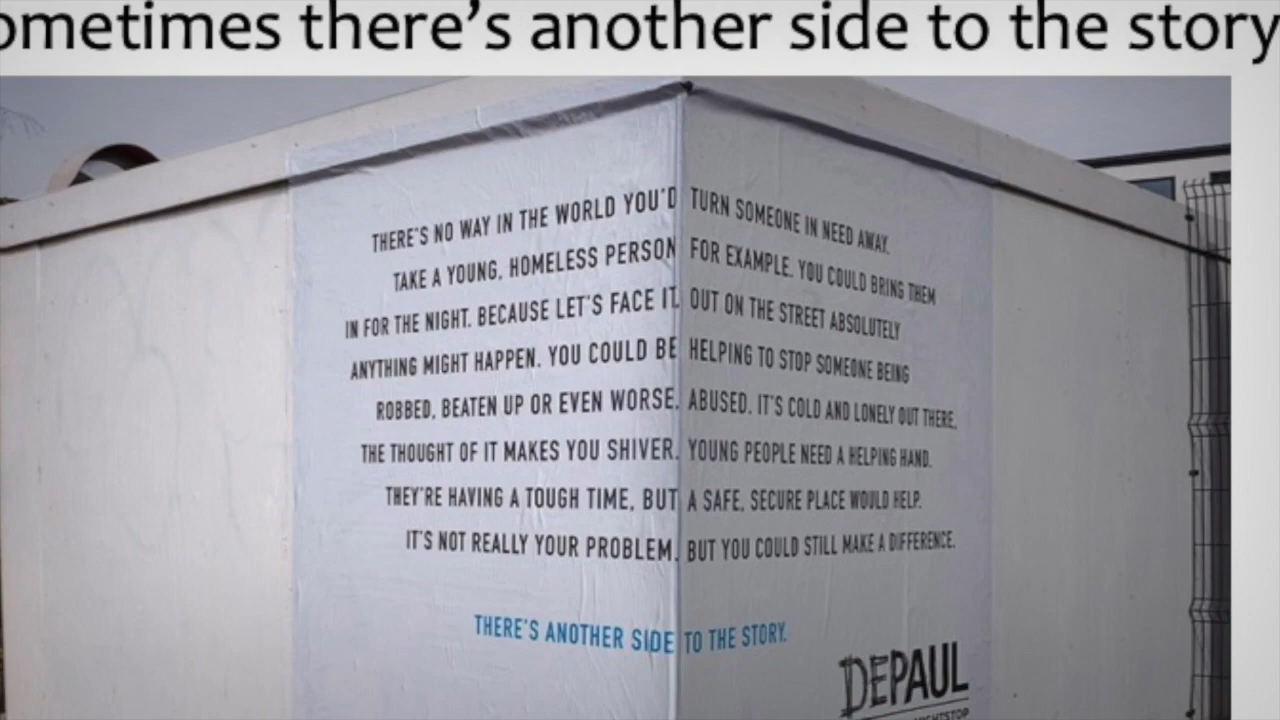 ometimes there's another side to the story
THERE'S NO WAY IN THE WORLD YOU'D TURN SOMEONE IN NEED AWAY.
TAKE A YOUNG, HOMELESS PERSON FOR EXAMPLE. YOU COULD BRING THEM
IN FOR THE NIGHT. BECAUSE LET'S FACE IT, OUT ON THE STREET ABSOLUTELY
ANYTHING MIGHT HAPPEN. YOU COULD BE HELPING TO STOP SOMEONE BEING
ROBBED, BEATEN UP OR EVEN WORSE, ABUSED. IT'S COLD AND LONELY OUT THERE,
THE THOUGHT OF IT MAKES YOU SHIVER. YOUNG PEOPLE NEED A HELPING HAND.
THEY'RE HAVING A TOUGH TIME, BUT A SAFE, SECURE PLACE WOULD HELP.
IT'S NOT REALLY YOUR PROBLEM. BUT YOU COULD STILL MAKE A DIFFERENCE.
THERE'S ANOTHER SIDE TO THE STORY.
DEPAUL